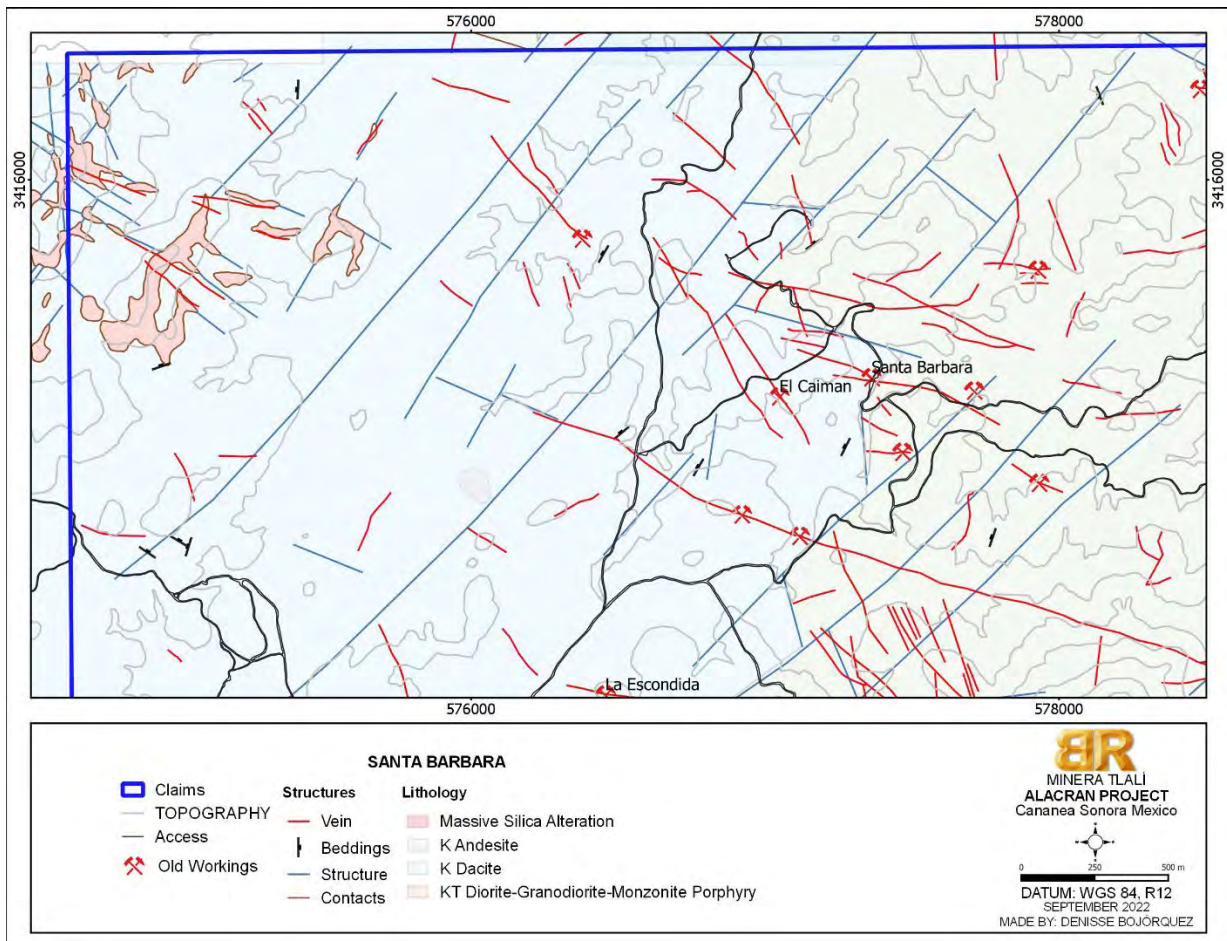 576000
578000
3416000
3416000
Santa Barbara
El Caiman
La Escondida
576000
578000
SANTA BARBARA
Claims
TOPOGRAPHY
Access
Old Workings
Structures
Vein
Beddings
Structure
Contacts
Lithology
Massive Silica Alteration
K Andesite
K Dacite
KT Diorite-Granodiorite-Monzonite Porphyry
BR
MINERA TLALÌ
ALACRAN PROJECT
Cananea Sonora Mexico
0 250 500 m
DATUM: WGS 84, R12
SEPTEMBER 2022
MADE BY: DENISSE BOJÓRQUEZ